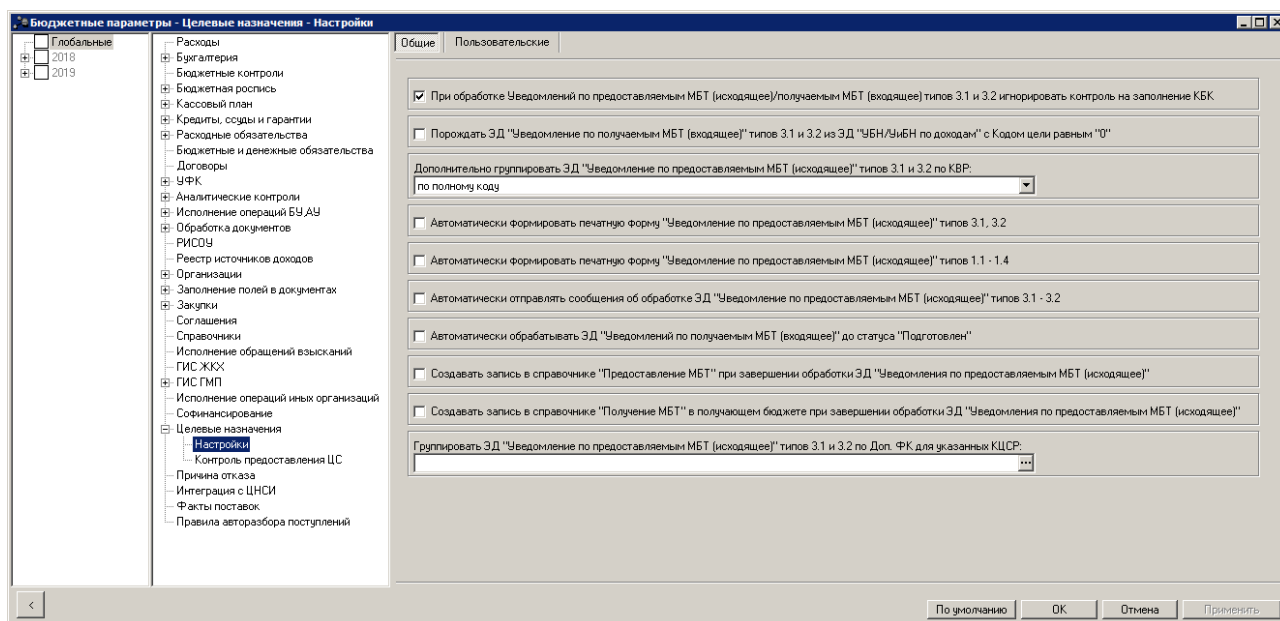 Бюджетные параметры - Целевые назначения - Настройки
Глобальные
2018
2019
Расходы
Бухгалтерия
Бюджетные контроли
Бюджетная роспись
Кассовый план
Кредиты, ссуды и гарантии
Расходные обязательства
Бюджетные и денежные обязательства
Договоры
УФК
Аналитические контроли
Исполнение операций БУ,АУ
Обработка документов
РИСОУ
Реестр источников доходов
Организации
Заполнение полей в документах
Закупки
Соглашения
Справочники
Исполнение обращений взысканий
ГИС ЖКХ
ГИС ГМП
Исполнение операций иных организаций
Софинансирование
Целевые назначения
Настройки
Контроль предоставления ЦС
Причина отказа
Интеграция с ЦНСИ
Факты поставок
Правила авторазбора поступлений
Общие
Пользовательские
При обработке Уведомлений по предоставляемым МБТ (исходящее)/получаемым МБТ (входящее) типов 3.1 и 3.2 игнорировать контроль на заполнение КБК
Порождать ЭД "Уведомление по получаемым МБТ (входящее)" типов 3.1 и 3.2 из ЭД "УБН/УиБН по доходам" с Кодом цели равным "0"
Дополнительно группировать ЭД "Уведомление по предоставляемым МБТ (исходящее)" типов 3.1 и 3.2 по КВР:
по полному коду
Автоматически формировать печатную форму "Уведомление по предоставляемым МБТ (исходящее)" типов 3.1, 3.2
Автоматически формировать печатную форму "Уведомление по предоставляемым МБТ (исходящее)" типов 1.1 - 1.4
Автоматически отправлять сообщения об обработке ЭД "Уведомление по предоставляемым МБТ (исходящее)" типов 3.1 - 3.2
Автоматически обрабатывать ЭД "Уведомлений по получаемым МБТ (входящее)" до статуса "Подготовлен"
Создавать запись в справочнике "Предоставление МБТ" при завершении обработки ЭД "Уведомления по предоставляемым МБТ (исходящее)"
Создавать запись в справочнике "Получение МБТ" в получающем бюджете при завершении обработки ЭД "Уведомления по предоставляемым МБТ (исходящее)"
Группировать ЭД "Уведомление по предоставляемым МБТ (исходящее)" типов 3.1 и 3.2 по Доп. ФК для указанных КЦСР:
...
<
По умолчанию
OK
Отмена
Применить